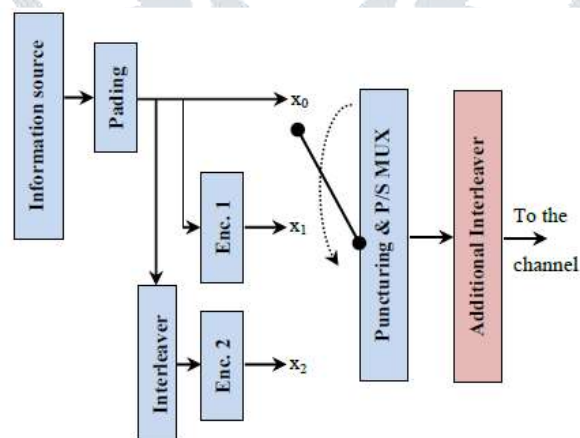 Information source
Pading
x0
Enc. 1
x1
Interleaver
Enc. 2
x2
Puncturing & P/S MUX
Additional Interleaver
To the
channel